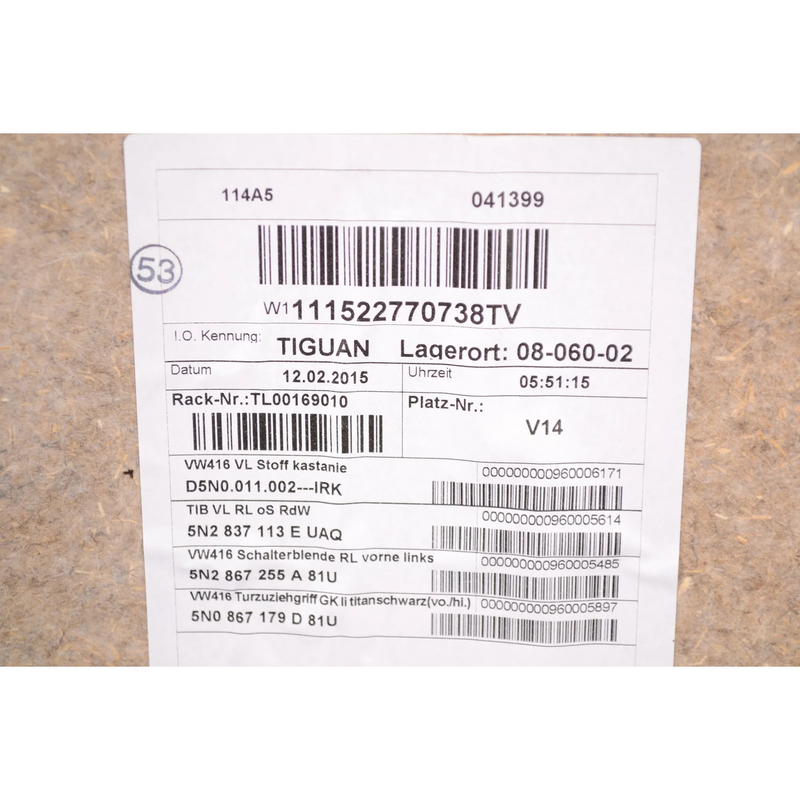 114A5 041399
53
W1111522770738TV
I.O. Kennung: TIGUAN Lagerort: 08-060-02
Datum 12.02.2015 Uhrzeit 05:51:15
Rack-Nr.:TL00169010 Platz-Nr.:
V14
VW416 VL Stoff kastanie 000000000960006171
D5N0.011.002---IRK
TIB VL RL oS RdW 000000000960005614
5N2 837 113 E UAQ
VW416 Schalterblende RL vorne links 000000000960005485
5N2 867 255 A 81U
VW416 Turzuziehgriff GK li titanschwarz(vo./hi.) 000000000960005897
5N0 867 179 D 81U